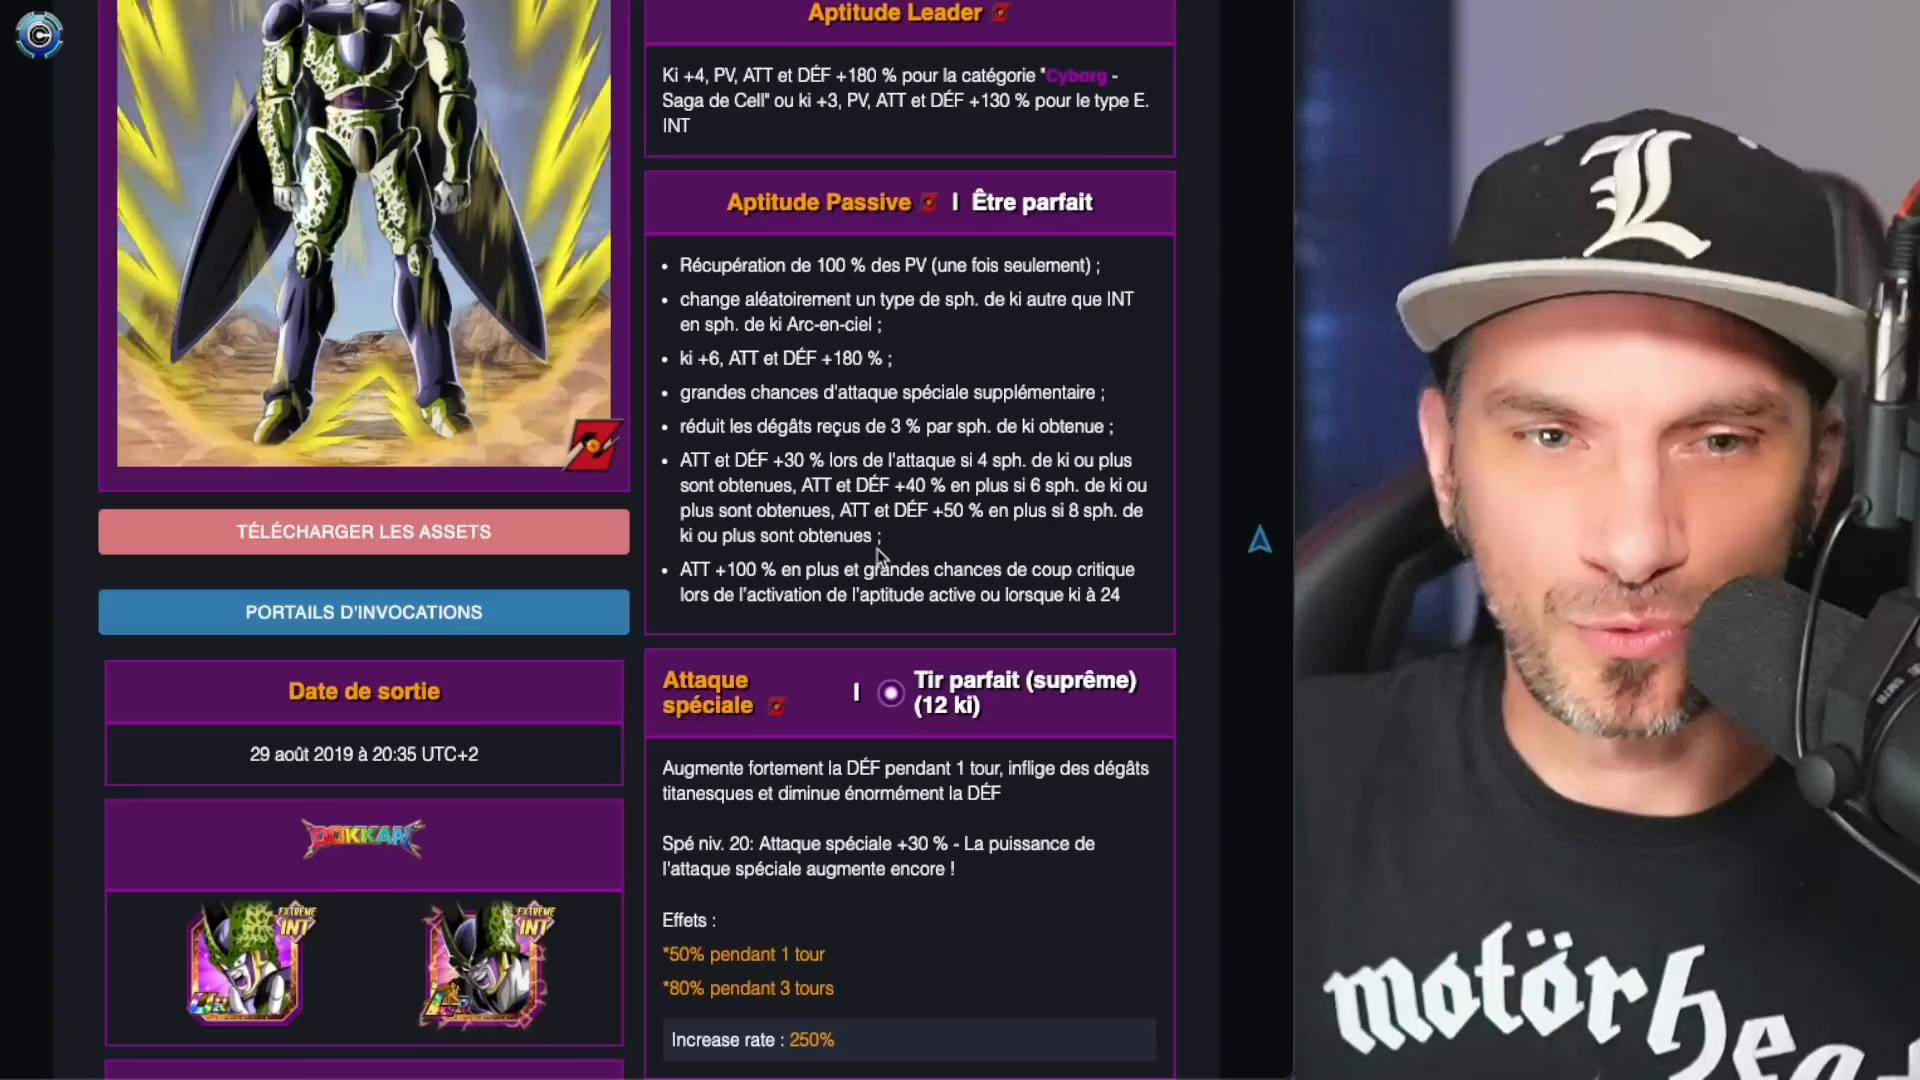 Aptitude Leader
Ki +4, PV, ATT et DÉF +180 % pour la catégorie "Cyborg -
Saga de Cell" ou ki +3, PV, ATT et DÉF +130 % pour le type E.
INT
Aptitude Passive | Être parfait
• Récupération de 100 % des PV (une fois seulement) ;
• change aléatoirement un type de sph. de ki autre que INT
en sph. de ki Arc-en-ciel ;
• ki +6, ATT et DÉF +180 % ;
• grandes chances d'attaque spéciale supplémentaire ;
• réduit les dégâts reçus de 3 % par sph. de ki obtenue ;
• ATT et DÉF +30 % lors de l'attaque si 4 sph. de ki ou plus
sont obtenues, ATT et DÉF +40 % en plus si 6 sph. de ki ou
plus sont obtenues, ATT et DÉF +50 % en plus si 8 sph. de
ki ou plus sont obtenues ;
• ATT +100 % en plus et grandes chances de coup critique
lors de l'activation de l'aptitude active ou lorsque ki à 24
Attaque
spéciale
| Tir parfait (suprême)
(12 ki)
Augmente fortement la DÉF pendant 1 tour, inflige des dégâts
titanesques et diminue énormément la DÉF
Spé niv. 20: Attaque spéciale +30 % - La puissance de
l'attaque spéciale augmente encore !
Effets :
*50% pendant 1 tour
*80% pendant 3 tours
Increase rate : 250%
TÉLÉCHARGER LES ASSETS
PORTAILS D'INVOCATIONS
Date de sortie
29 août 2019 à 20:35 UTC+2
DOKKAN
EXTREME
INT
UR
EXTREME
INT
LR
L
motörhea